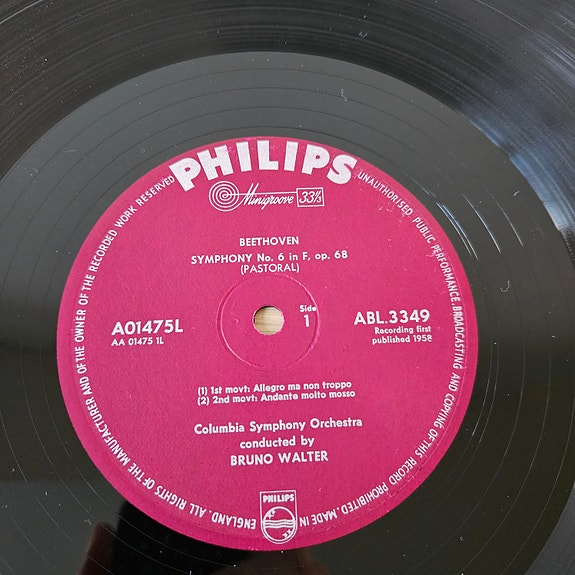 PHILIPS
Minigroove 33⅓
BEETHOVEN
SYMPHONY No. 6 in F, op. 68
(PASTORAL)
A01475L
AA 01475 1L
Side
1
ABL.3349
Recording first
published 1958
(1) 1st movt: Allegro ma non troppo
(2) 2nd movt: Andante molto mosso
Columbia Symphony Orchestra
conducted by
BRUNO WALTER
PHILIPS
ALL RIGHTS OF THE MANUFACTURER AND OF THE OWNER OF THE RECORDED WORK RESERVED
UNAUTHORISED PUBLIC PERFORMANCE, BROADCASTING AND COPYING OF THIS RECORD PROHIBITED. MADE IN ENGLAND.